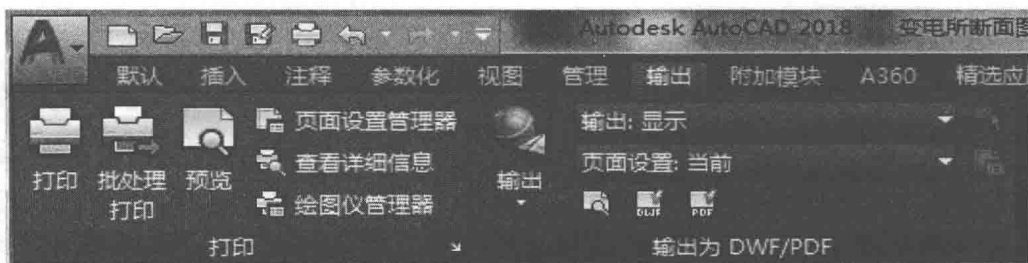 Autodesk AutoCAD 2018 变电所断面图
默认 插入 注释 参数化 视图 管理 输出 附加模块 A360 精选应
打印
批处理
打印
预览
页面设置管理器
查看详细信息
绘图仪管理器
打印
输出
输出: 显示
页面设置: 当前
DWF PDF
输出为 DWF/PDF